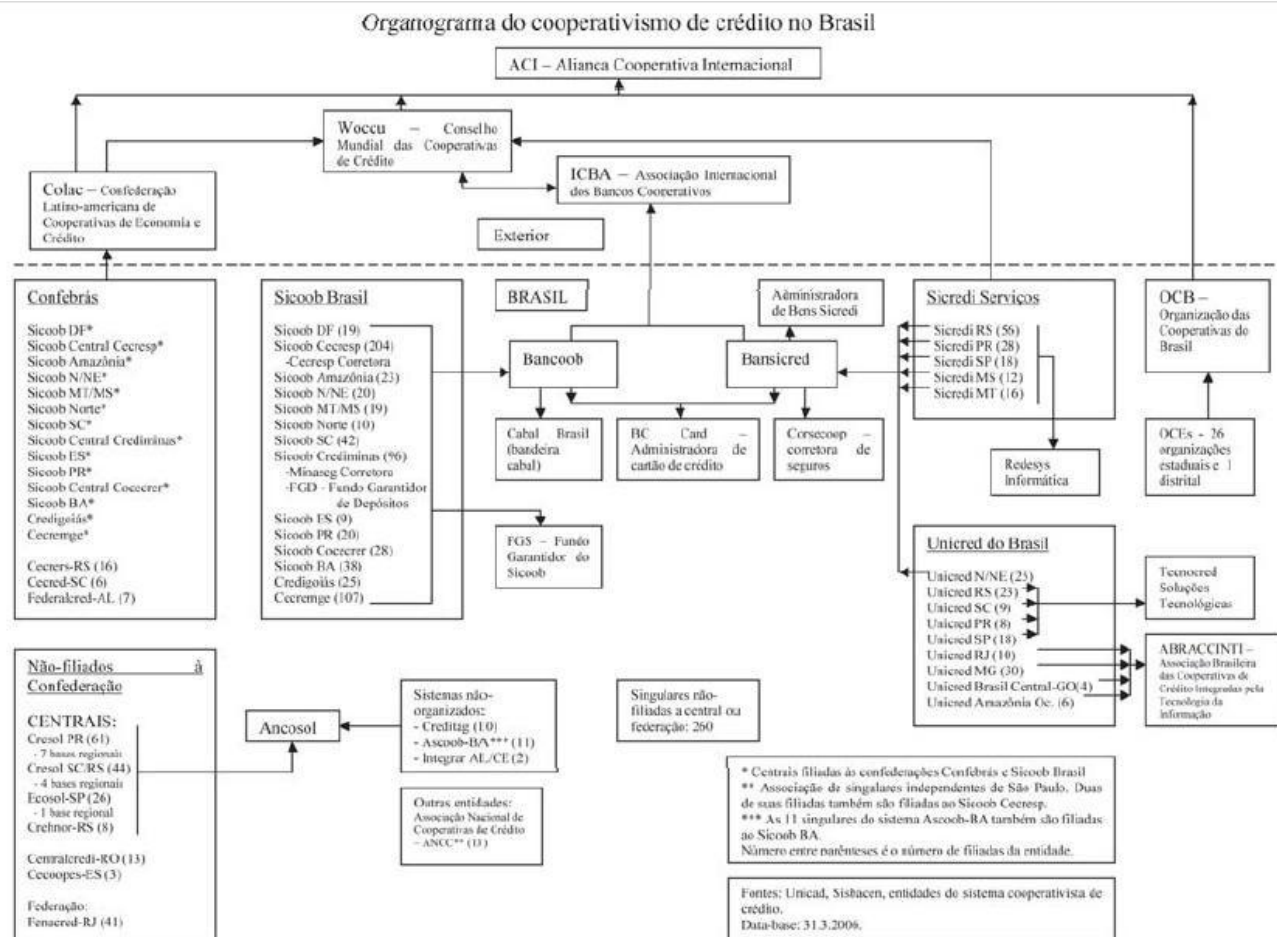 Organograma do cooperativismo de crédito no Brasil
ACI – Aliança Cooperativa Internacional
Woccu – Conselho
Mundial das Cooperativas
de Crédito
ICBA – Associação Internacional
dos Bancos Cooperativos
Colac – Confederação
Latino-americana de
Cooperativas de Economia e
Crédito
Exterior
Confebrás
Sicoob DF*
Sicoob Central Cecresp*
Sicoob Amazônia*
Sicoob N/NE*
Sicoob MT/MS*
Sicoob Norte*
Sicoob SC*
Sicoob Central Crediminas*
Sicoob ES*
Sicoob PR*
Sicoob Central Cocecrer*
Sicoob BA*
Credigoiás*
Cecremge*
Cecrers-RS (16)
Cecred-SC (6)
Federalcred-AL (7)
Sicoob Brasil
Sicoob DF (19)
Sicoob Cecresp (204)
-Cecresp Corretora
Sicoob Amazônia (23)
Sicoob N/NE (20)
Sicoob MT/MS (19)
Sicoob Norte (10)
Sicoob SC (42)
Sicoob Crediminas (96)
-Minaseg Corretora
-FGD - Fundo Garantidor
de Depósitos
Sicoob ES (9)
Sicoob PR (20)
Sicoob Cocecrer (28)
Sicoob BA (38)
Credigoiás (25)
Cecremge (107)
BRASIL
Administradora
de Bens Sicredi
Bancoob
Bansicred
Cabal Brasil
(bandeira
cabal)
BC Card –
Administradora de
cartão de crédito
Corsecoop –
corretora de
seguros
FGS – Fundo
Garantidor do
Sicoob
Sicredi Serviços
Sicredi RS (56)
Sicredi PR (28)
Sicredi SP (18)
Sicredi MS (12)
Sicredi MT (16)
Redesys
Informática
OCB –
Organização das
Cooperativas do
Brasil
OCEs - 26
organizações
estaduais e 1
distrital
Unicred do Brasil
Unicred N/NE (25)
Unicred RS (23)
Unicred SC (9)
Unicred PR (8)
Unicred SP (18)
Unicred RJ (10)
Unicred MG (30)
Unicred Brasil Central-GO(4)
Unicred Amazônia Oc. (6)
Tecnocred
Soluções
Tecnológicas
ABRACCINTI –
Associação Brasileira
das Cooperativas de
Crédito Integradas pela
Tecnologia da
Informação
Não-filiados à
Confederação
CENTRAIS:
Cresol PR (61)
- 7 bases regionais
Cresol SC/RS (44)
- 4 bases regionais
Ecosol-SP (26)
- 1 base regional
Crehnor-RS (8)
Centralcredi-RO (13)
Cecoopes-ES (3)
Federação:
Fenacred-RJ (41)
Ancosol
Sistemas não-
organizados:
- Creditag (10)
- Ascoob-BA*** (11)
- Integrar AL/CE (2)
Outras entidades:
Associação Nacional de
Cooperativas de Crédito
– ANCC** (13)
Singulares não-
filiadas a central ou
federação: 260
* Centrais filiadas às confederações Confebrás e Sicoob Brasil
** Associação de singulares independentes de São Paulo. Duas
de suas filiadas também são filiadas ao Sicoob Cecresp.
*** As 11 singulares do sistema Ascoob-BA também são filiadas
ao Sicoob BA.
Número entre parênteses é o número de filiadas da entidade.
Fontes: Unicad, Sisbacen, entidades do sistema cooperativista de
crédito.
Data-base: 31.3.2006.